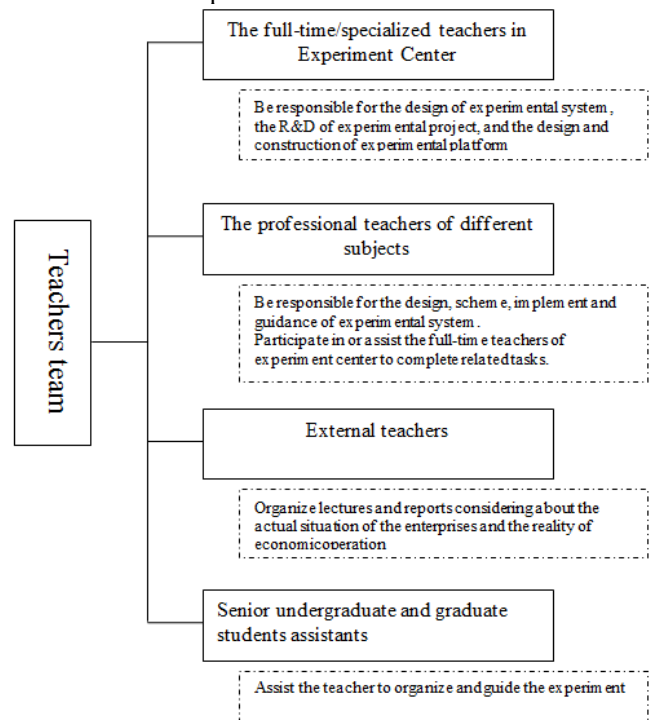 The full-time/specialized teachers in
Experiment Center
Be responsible for the design of experimental system,
the R&D of experimental project, and the design and
construction of experimental platform
The professional teachers of different
subjects
Teachers team
Be responsible for the design, scheme, implement and
guidance of experimental system.
Participate in or assist the full-time teachers of
experiment center to complete related tasks.
External teachers
Organize lectures and reports considering about the
actual situation of the enterprises and the reality of
economicoperation
Senior undergraduate and graduate
students assistants
Assist the teacher to organize and guide the experiment